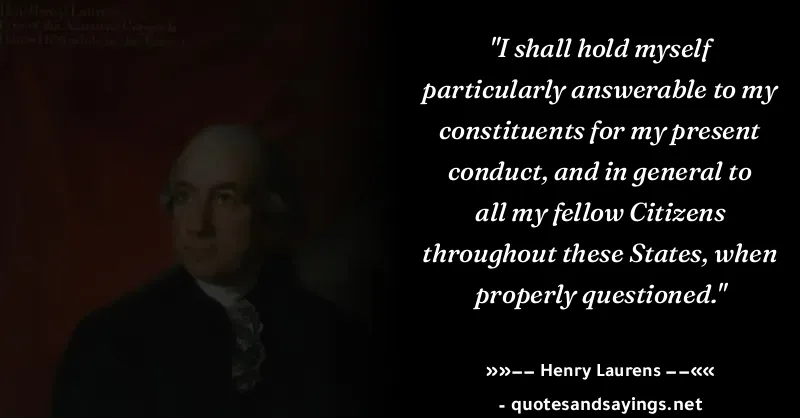 "I shall hold myself
particularly answerable to my
constituents for my present
conduct, and in general to
all my fellow Citizens
throughout these States, when
properly questioned."
»»–– Henry Laurens ––««
- quotesandsayings.net